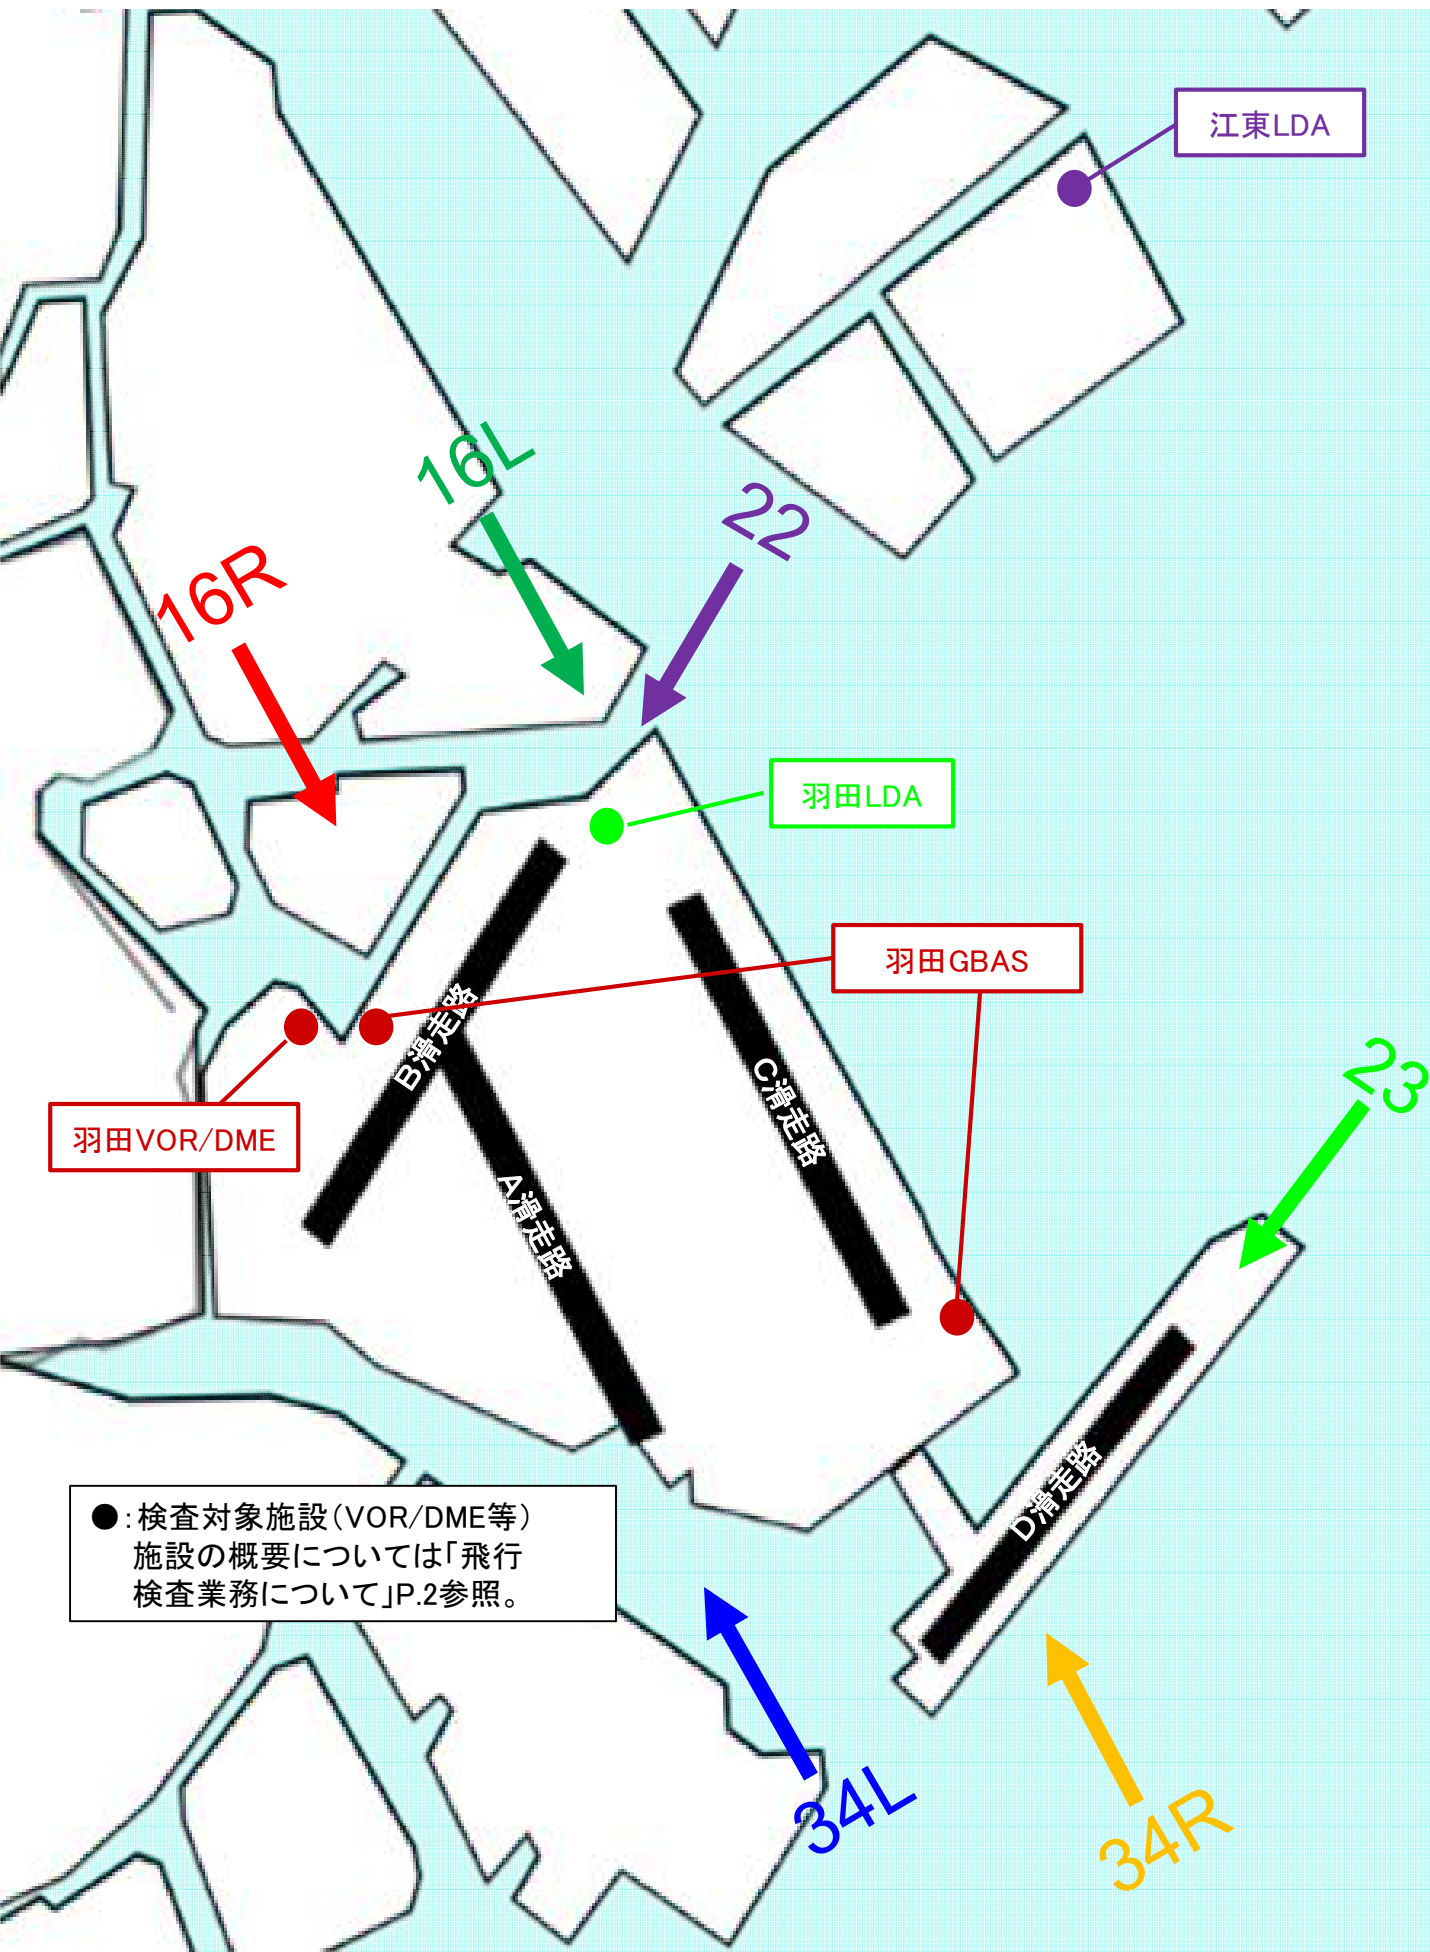 江東LDA
16L
22
16R
羽田LDA
羽田GBAS
B滑走路
23
C滑走路
羽田VOR/DME
A滑走路
D滑走路
●:検査対象施設(VOR/DME等)
施設の概要については「飛行
検査業務について」P.2参照。
34L
34R